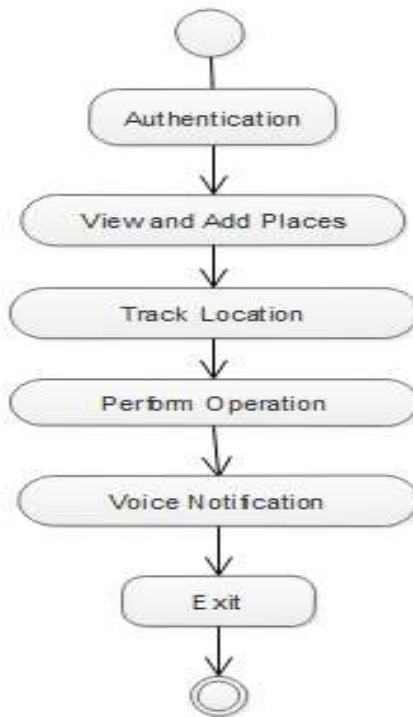 Authentication
View and Add Places
Track Location
Perform Operation
Voice Notification
Exit